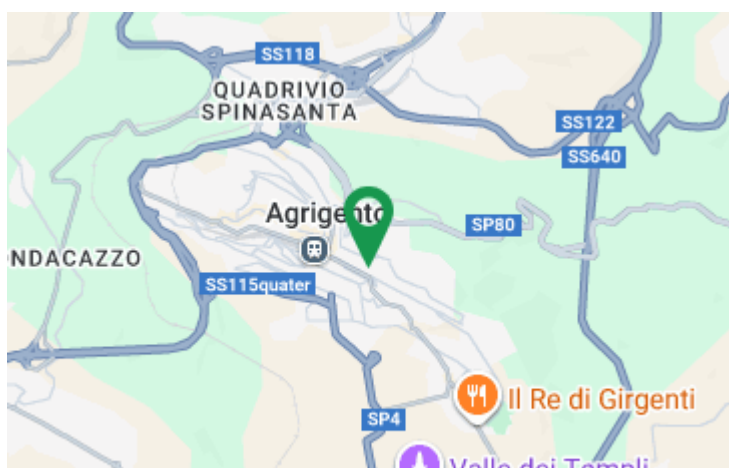 SS118
QUADRIVIO
SPINASANTA
SS122
SS640
Agrigento
SP80
NDACAZZO
SS115quater
Il Re di Girgenti
SP4
Valle dei Templi